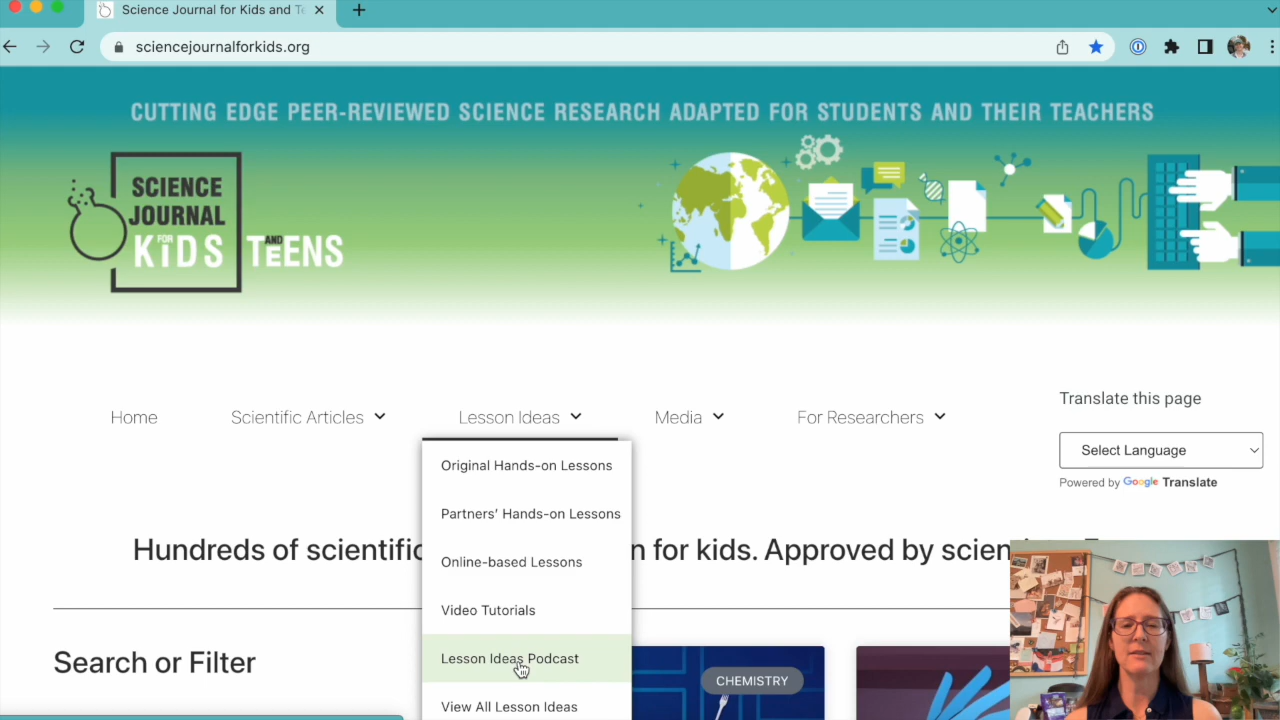 Science Journal for Kids and Te
sciencejournalforkids.org
CUTTING EDGE PEER-REVIEWED SCIENCE RESEARCH ADAPTED FOR STUDENTS AND THEIR TEACHERS
SCIENCE
JOURNAL
FOR KIDS AND TEENS
Home
Scientific Articles
Lesson Ideas
Media
For Researchers
Translate this page
Select Language
Powered by Google Translate
Original Hands-on Lessons
Partners' Hands-on Lessons
Online-based Lessons
Video Tutorials
Lesson Ideas Podcast
View All Lesson Ideas
Hundreds of scientific
n for kids. Approved by scien
Search or Filter
CHEMISTRY